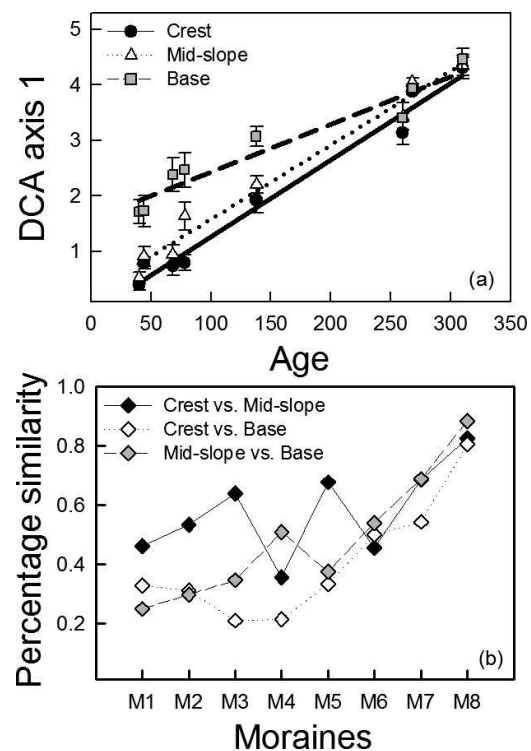 5
Crest
Mid-slope
Base
4
3
2
1
DCA axis 1
(a)
0 50 100 150 200 250 300 350
Age
1.0
Crest vs. Mid-slope
Crest vs. Base
Mid-slope vs. Base
0.8
0.6
0.4
0.2
Percentage similarity
(b)
M1 M2 M3 M4 M5 M6 M7 M8
Moraines